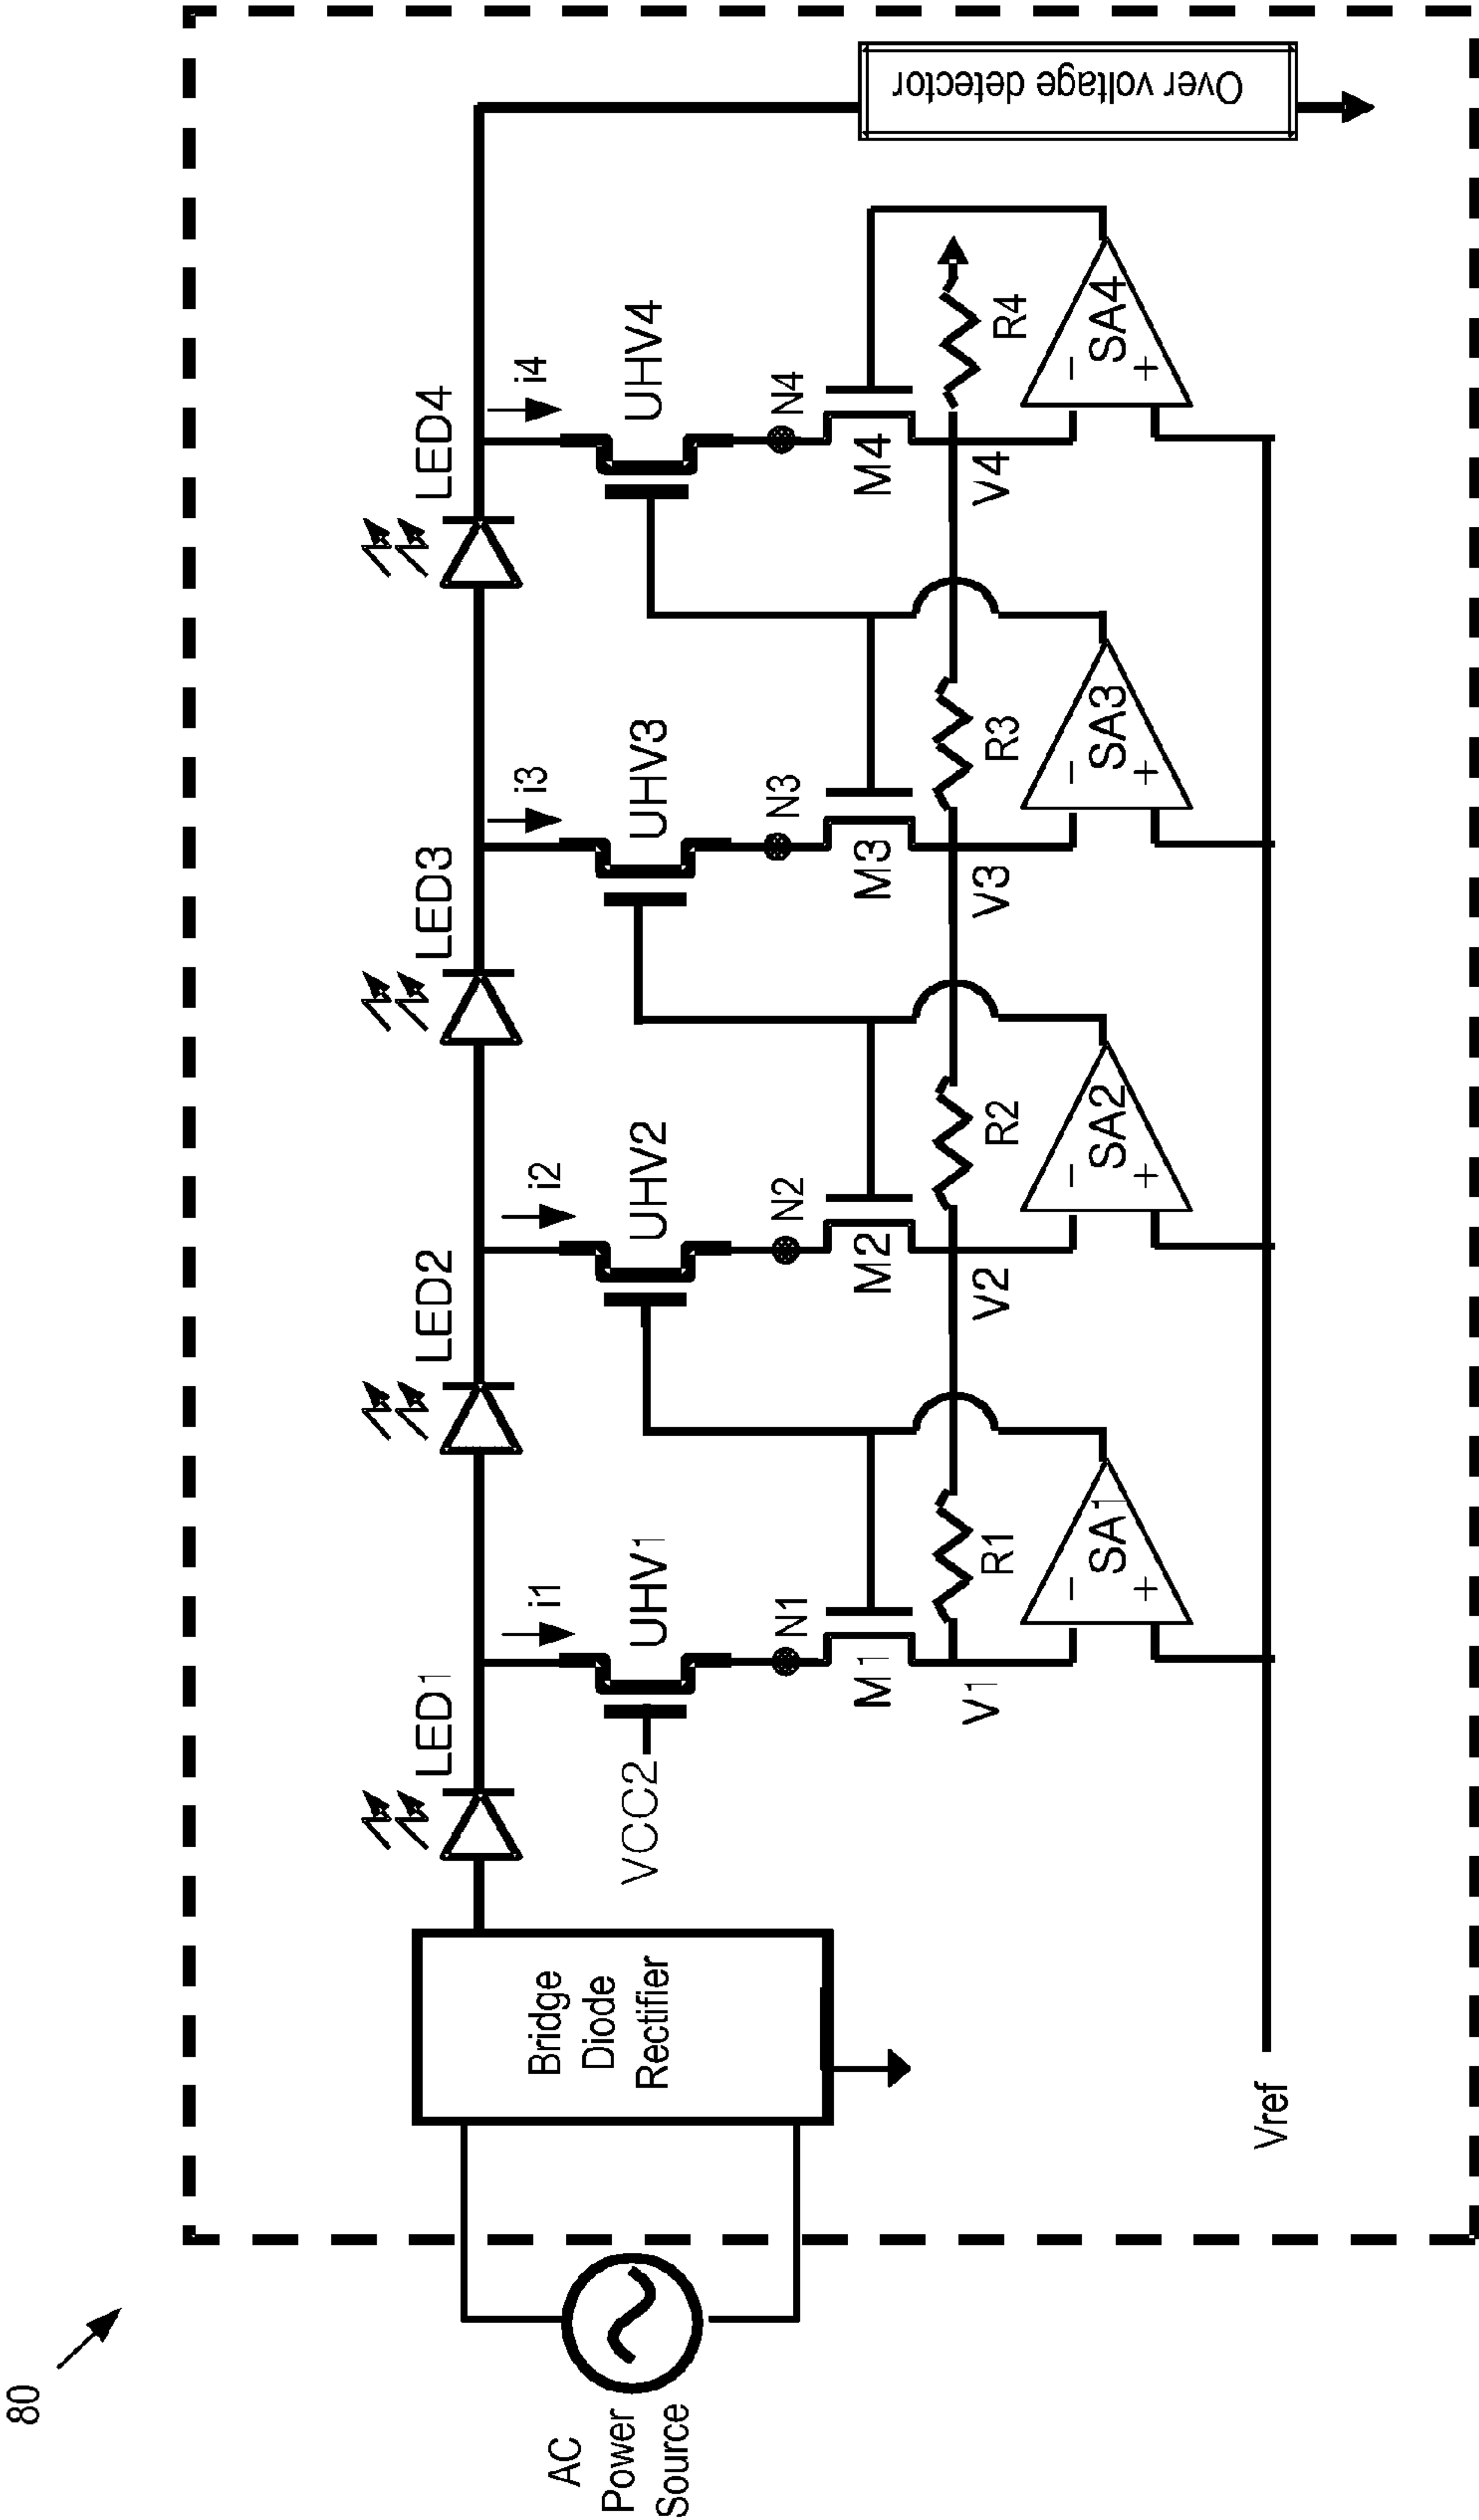 80
AC
Power
Source
Bridge
Diode
Rectifier
LED1
LED2
LED3
LED4
i1
i2
i3
i4
VCC2
UHV1
UHV2
UHV3
UHV4
N1
N2
N3
N4
M1
M2
M3
M4
V1
V2
V3
V4
R1
R2
R3
R4
- SA1 +
- SA2 +
- SA3 +
- SA4 +
Vref
Over voltage detector